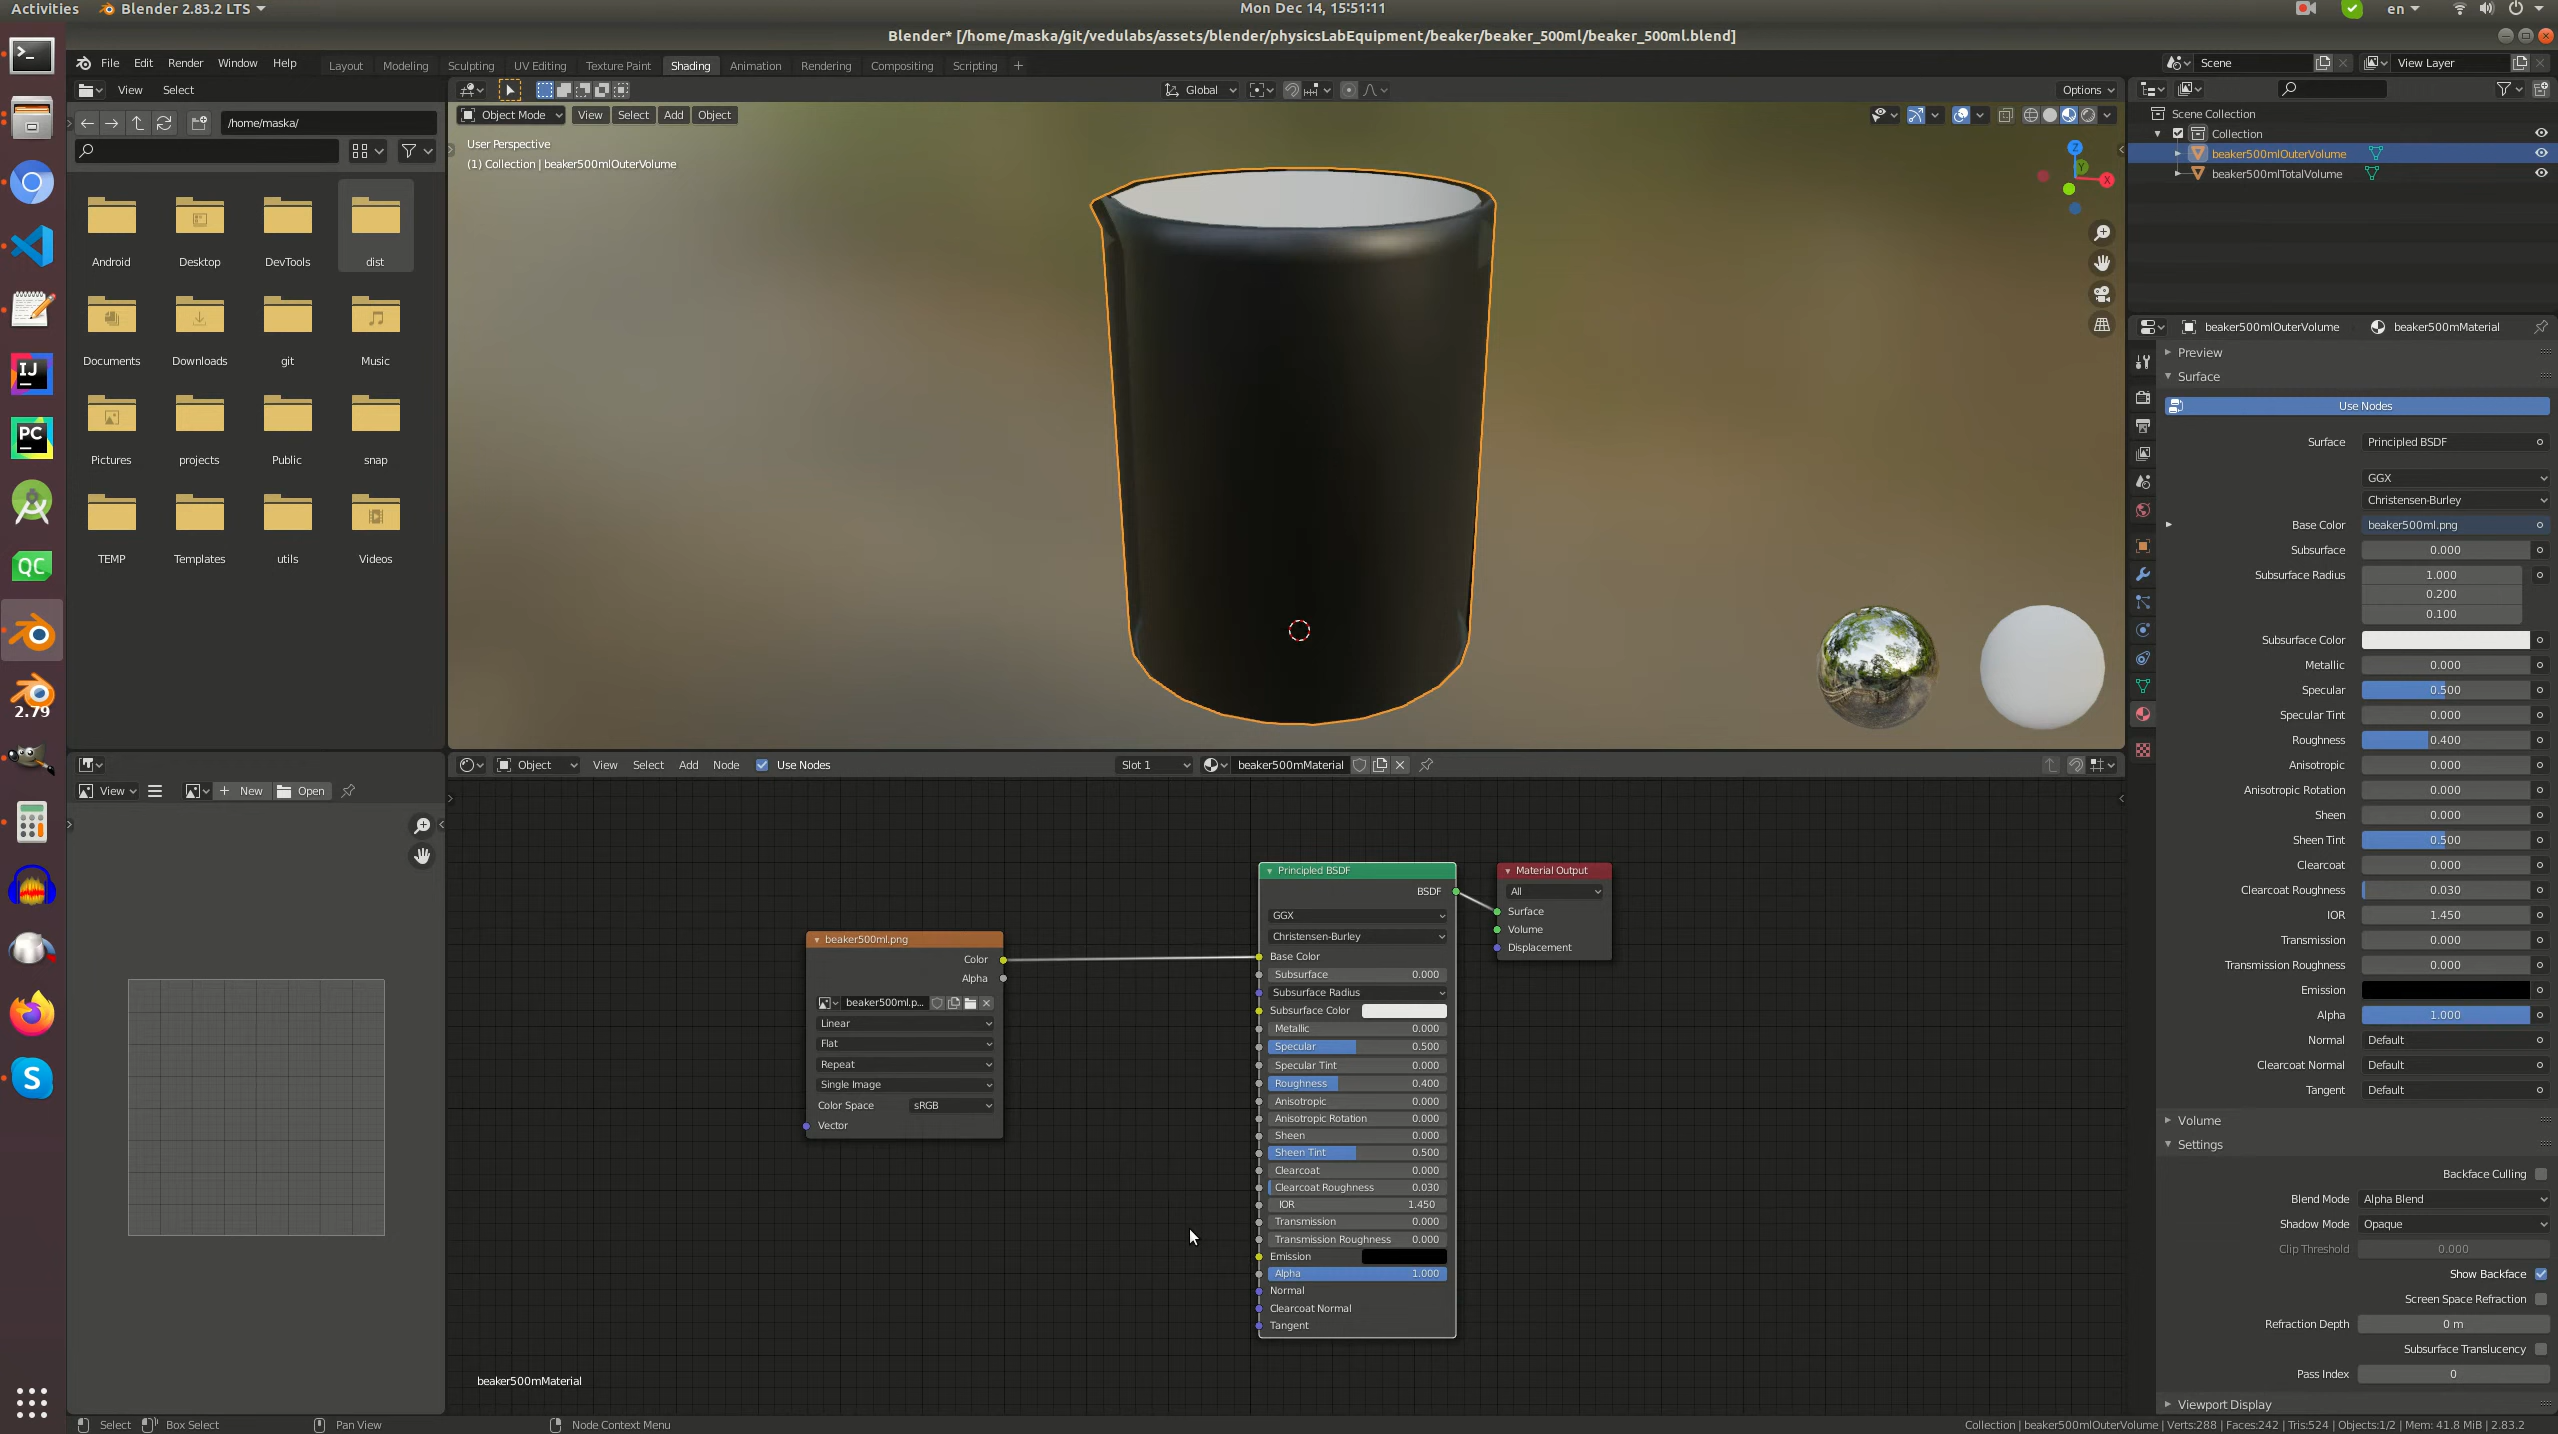 Activities
Blender 2.83.2 LTS
Mon Dec 14, 15:51:11
en
Blender* [/home/maska/git/vedulabs/assets/blender/physicsLabEquipment/beaker/beaker_500ml/beaker_500ml.blend]
File Edit Render Window Help
Layout Modeling Sculpting UV Editing Texture Paint Shading Animation Rendering Compositing Scripting +
Scene
View Layer
View Select
Global
Options
/home/maska/
Object Mode View Select Add Object
User Perspective
(1) Collection | beaker500mlOuterVolume
Android Desktop DevTools dist
Documents Downloads git Music
Pictures projects Public snap
TEMP Templates utils Videos
IJ
PC
QC
2.79
S
Z
Y
X
Scene Collection
Collection
beaker500mlOuterVolume
beaker500mlTotalVolume
beaker500mlOuterVolume
beaker500mMaterial
Preview
Surface
Use Nodes
Surface Principled BSDF
GGX
Christensen-Burley
Base Color beaker500ml.png
Subsurface 0.000
Subsurface Radius 1.000
0.200
0.100
Subsurface Color
Metallic 0.000
Specular 0.500
Specular Tint 0.000
Roughness 0.400
Anisotropic 0.000
Anisotropic Rotation 0.000
Sheen 0.000
Sheen Tint 0.500
Clearcoat 0.000
Clearcoat Roughness 0.030
IOR 1.450
Transmission 0.000
Transmission Roughness 0.000
Emission
Alpha 1.000
Normal Default
Clearcoat Normal Default
Tangent Default
Volume
Settings
Backface Culling
Blend Mode Alpha Blend
Shadow Mode Opaque
Clip Threshold 0.000
Show Backface
Screen Space Refraction
Refraction Depth 0 m
Subsurface Translucency
Pass Index 0
Viewport Display
View + New Open
Object View Select Add Node Use Nodes
Slot 1
beaker500mMaterial
beaker500ml.png
Color
Alpha
beaker500ml.p...
Linear
Flat
Repeat
Single Image
Color Space sRGB
Vector
Principled BSDF
BSDF
GGX
Christensen-Burley
Base Color
Subsurface 0.000
Subsurface Radius
Subsurface Color
Metallic 0.000
Specular 0.500
Specular Tint 0.000
Roughness 0.400
Anisotropic 0.000
Anisotropic Rotation 0.000
Sheen 0.000
Sheen Tint 0.500
Clearcoat 0.000
Clearcoat Roughness 0.030
IOR 1.450
Transmission 0.000
Transmission Roughness 0.000
Emission
Alpha 1.000
Normal
Clearcoat Normal
Tangent
Material Output
All
Surface
Volume
Displacement
beaker500mMaterial
Select Box Select Pan View Node Context Menu
Collection | beaker500mlOuterVolume | Verts:288 | Faces:242 | Tris:524 | Objects:1/2 | Mem: 41.8 MiB | 2.83.2